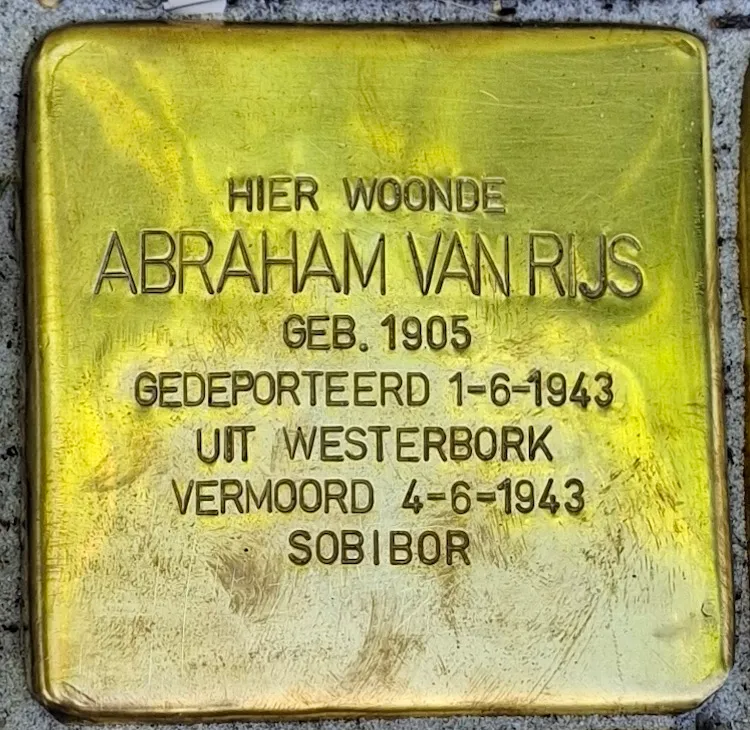 HIER WOONDE
ABRAHAM VAN RIJS
GEB. 1905
GEDEPORTEERD 1-6-1943
UIT WESTERBORK
VERMOORD 4-6-1943
SOBIBOR